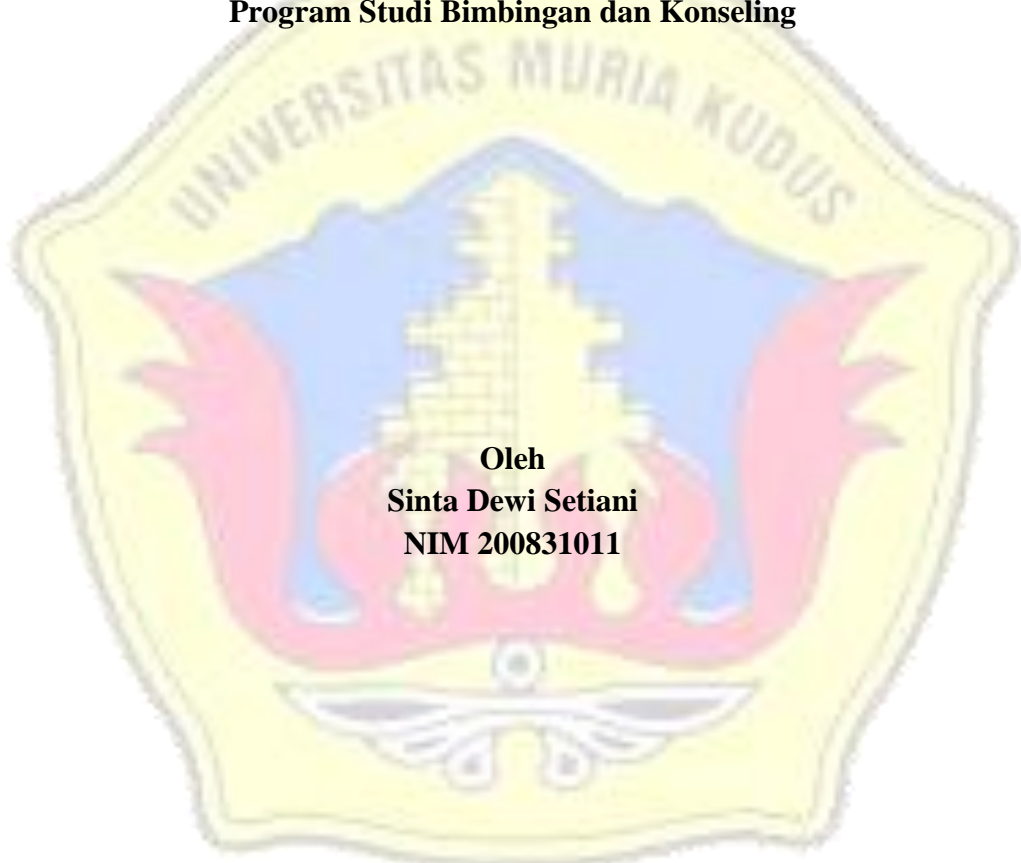 Program Studi Bimbingan dan Konseling
UNIVERSITAS MURIA KUDUS
Oleh
Sinta Dewi Setiani
NIM 200831011